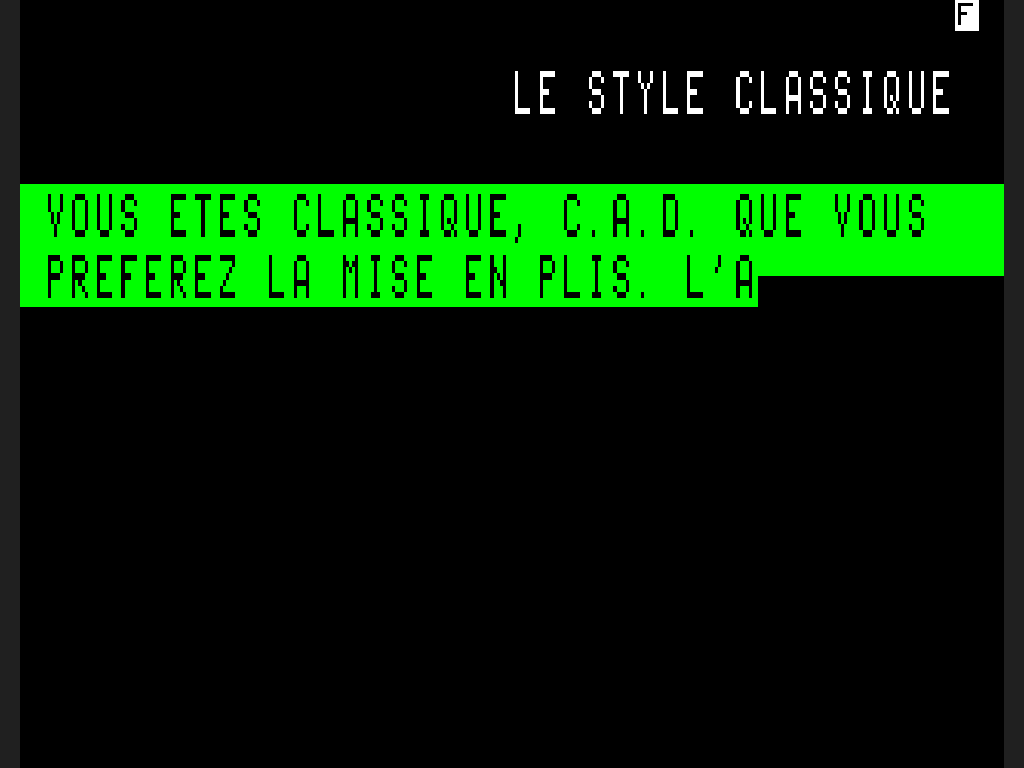 F
LE STYLE CLASSIQUE
VOUS ETES CLASSIQUE, C.A.D. QUE VOUS
PREFEREZ LA MISE EN PLIS. L'A